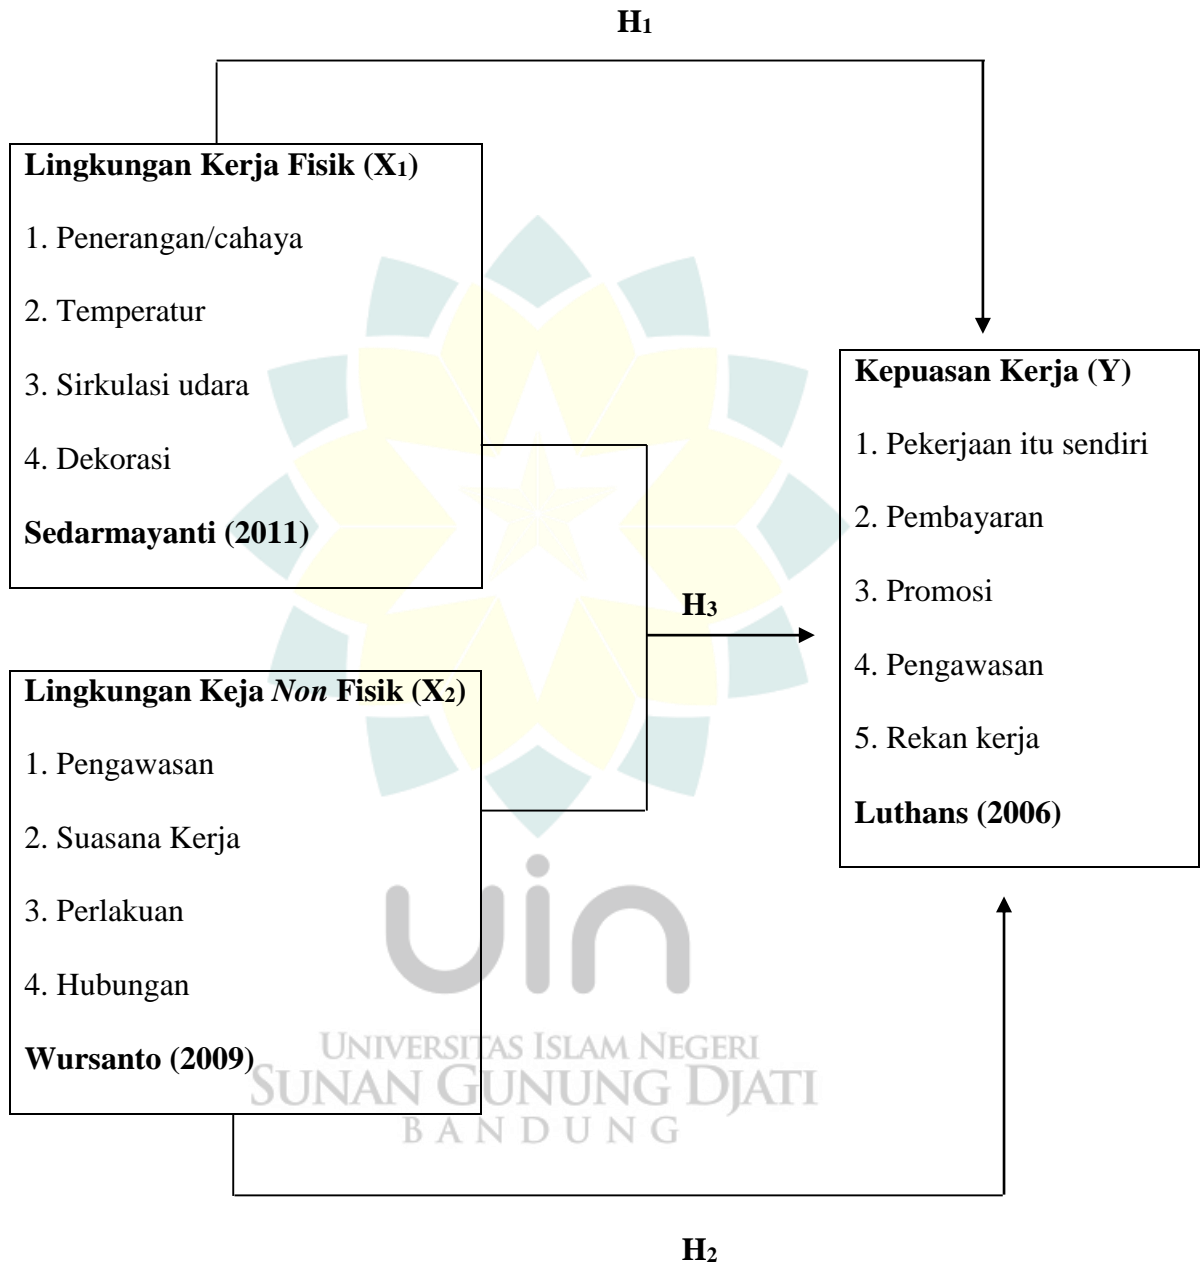 H1
Lingkungan Kerja Fisik (X1)
1. Penerangan/cahaya
2. Temperatur
3. Sirkulasi udara
4. Dekorasi
Sedarmayanti (2011)
Kepuasan Kerja (Y)
1. Pekerjaan itu sendiri
2. Pembayaran
3. Promosi
4. Pengawasan
5. Rekan kerja
Luthans (2006)
H3
Lingkungan Keja Non Fisik (X2)
1. Pengawasan
2. Suasana Kerja
3. Perlakuan
4. Hubungan
Wursanto (2009)
uin
UNIVERSITAS ISLAM NEGERI
SUNAN GUNUNG DJATI
BANDUNG
H2